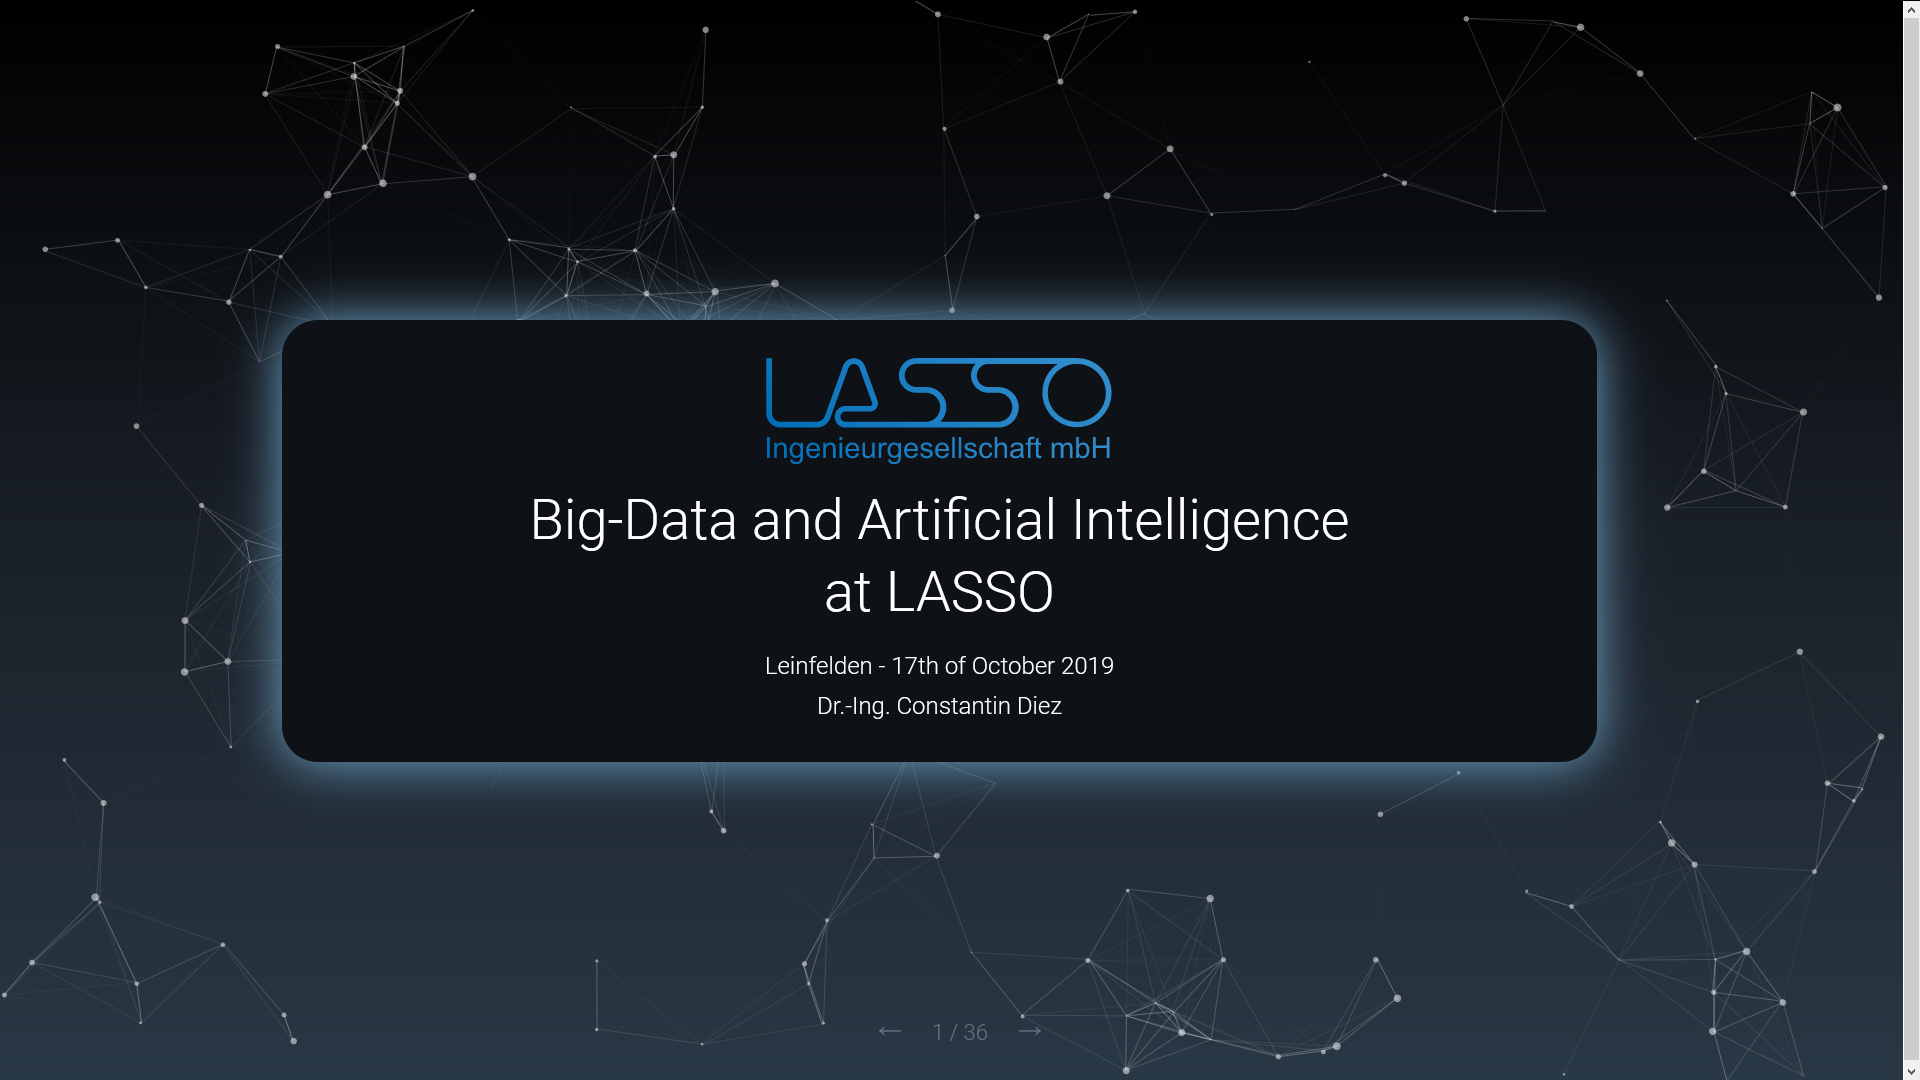 LASSO
Ingenieurgesellschaft mbH
Big-Data and Artificial Intelligence
at LASSO
Leinfelden - 17th of October 2019
Dr.-Ing. Constantin Diez
← 1 / 36 →